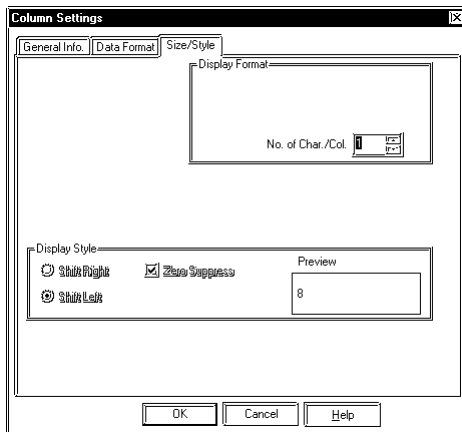 Column Settings
General Info. Data Format Size/Style
Display Format
No. of Char./Col. 1
Display Style
Shift Right Zero Suppress Preview
Shift Left 8
OK Cancel Help